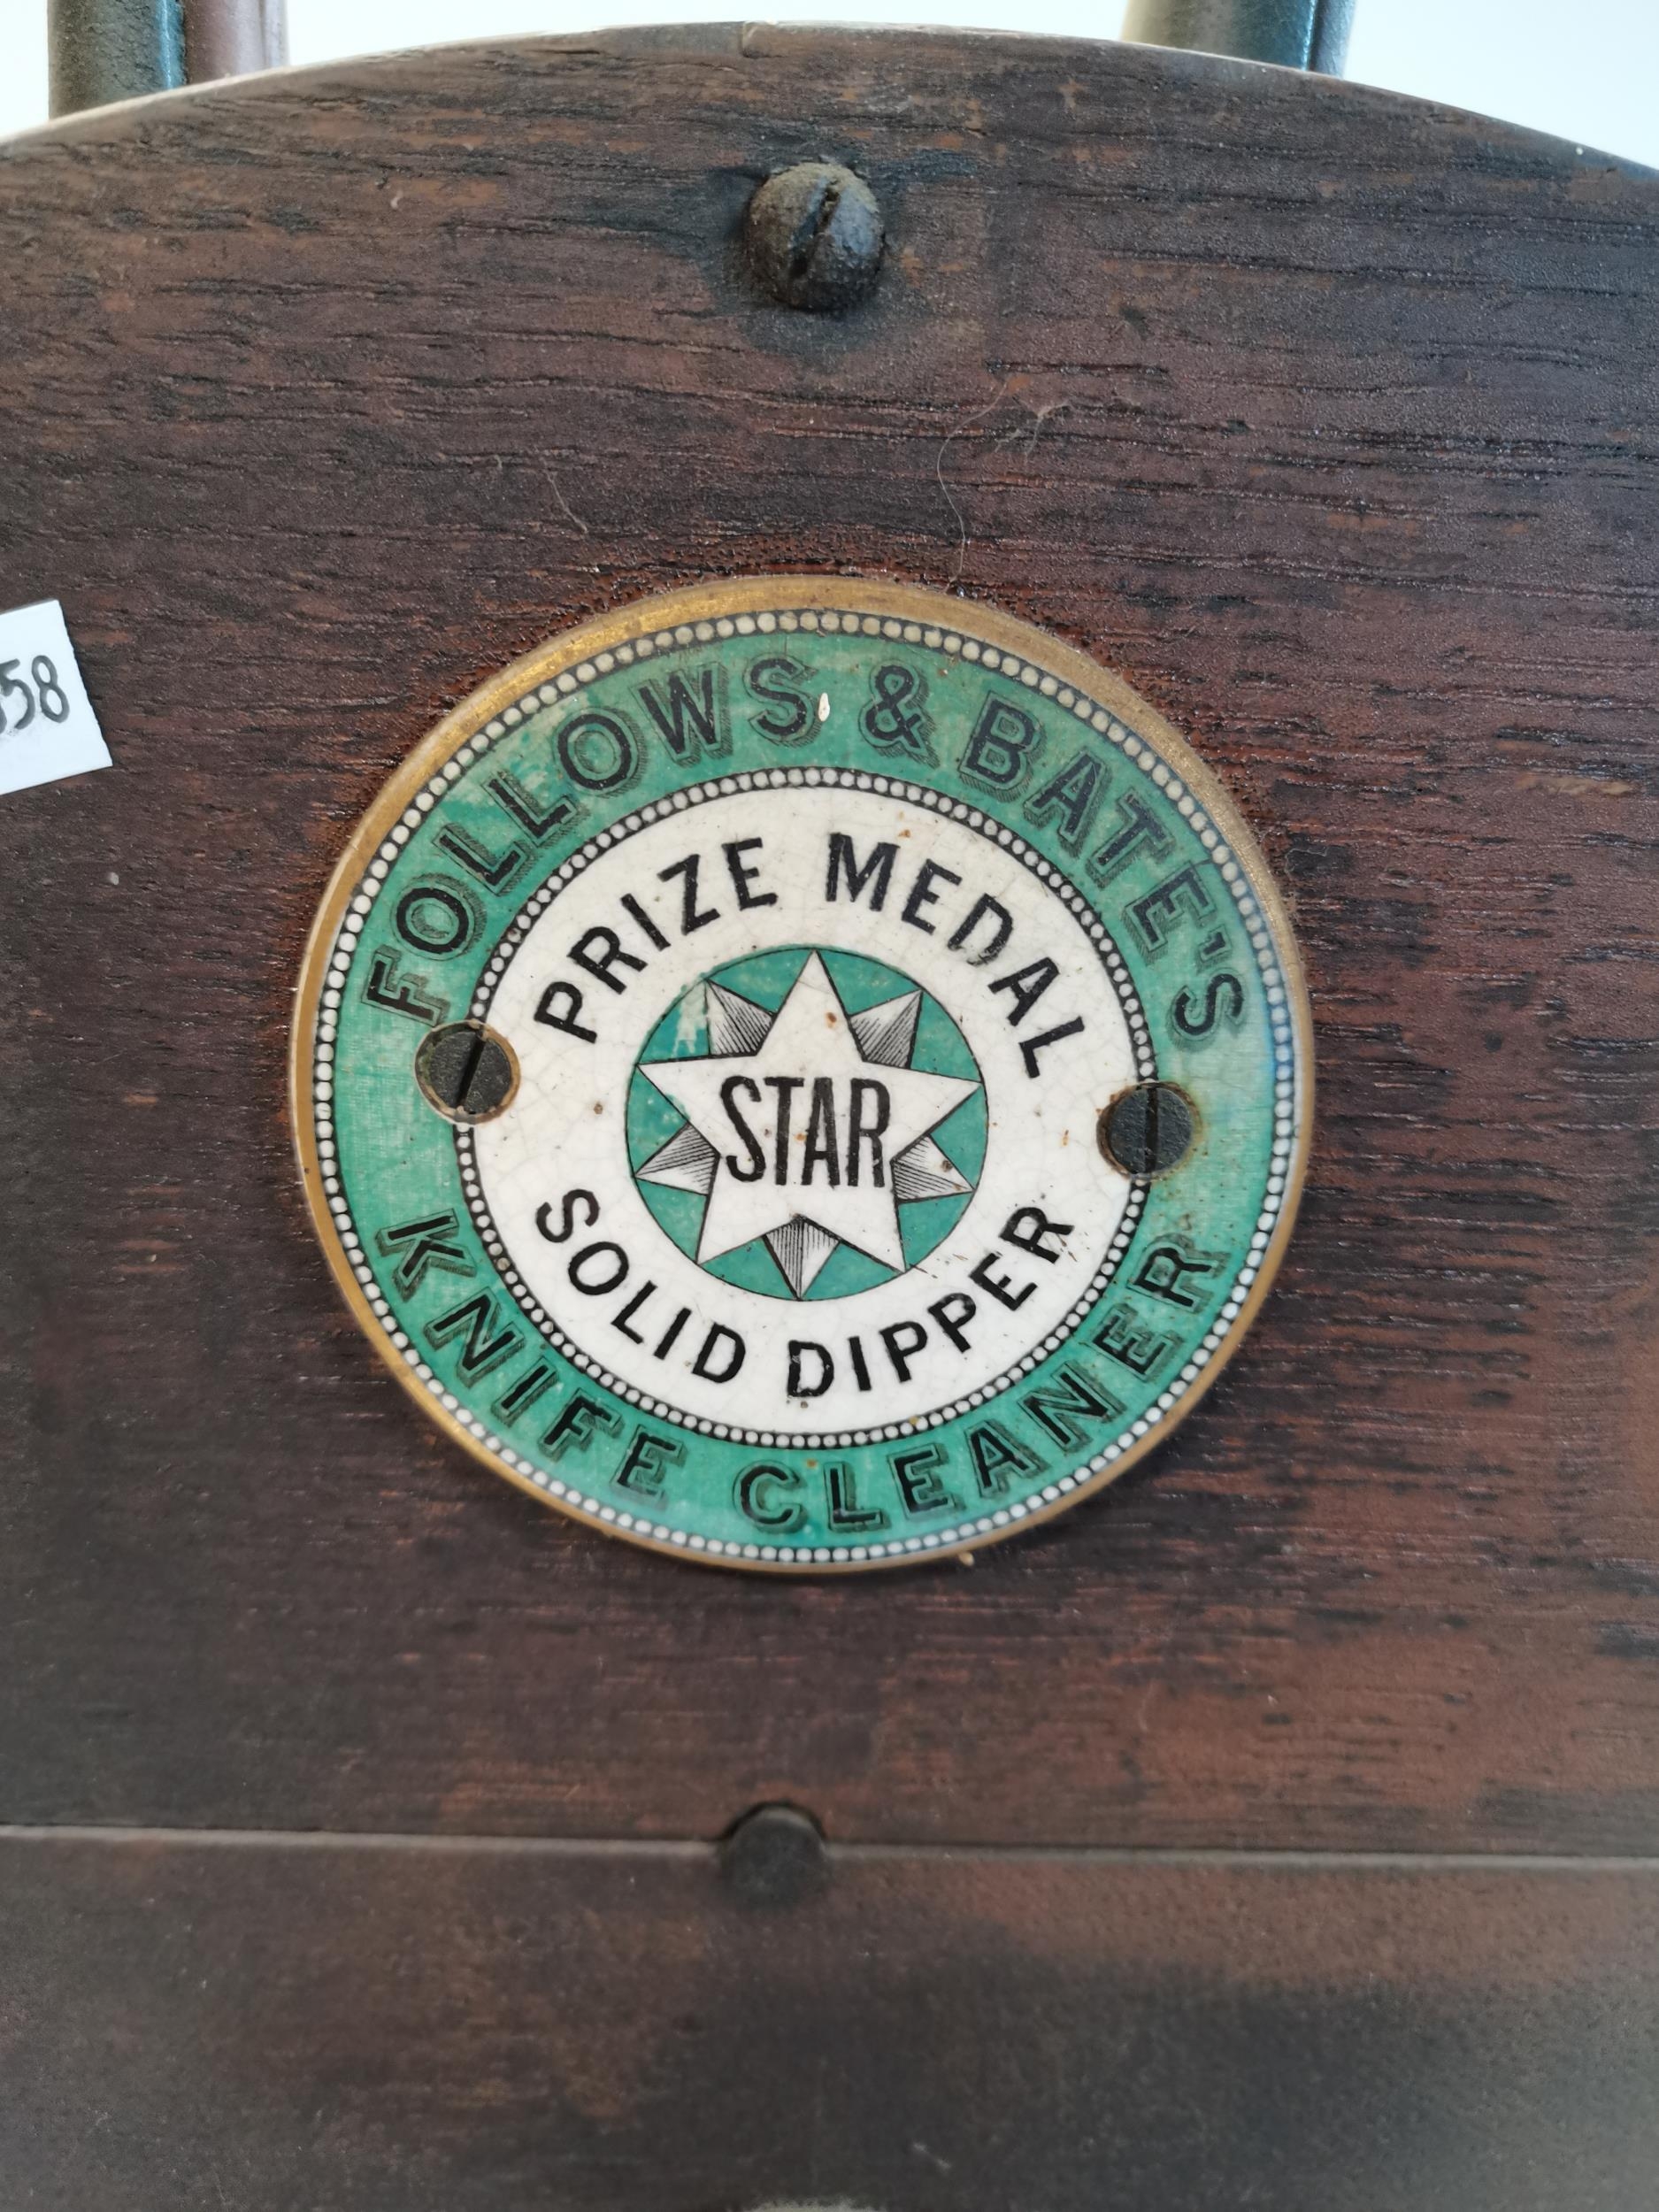 FOLLOWS & BATE'S
PRIZE MEDAL
STAR
SOLID DIPPER
KNIFE CLEANER
58